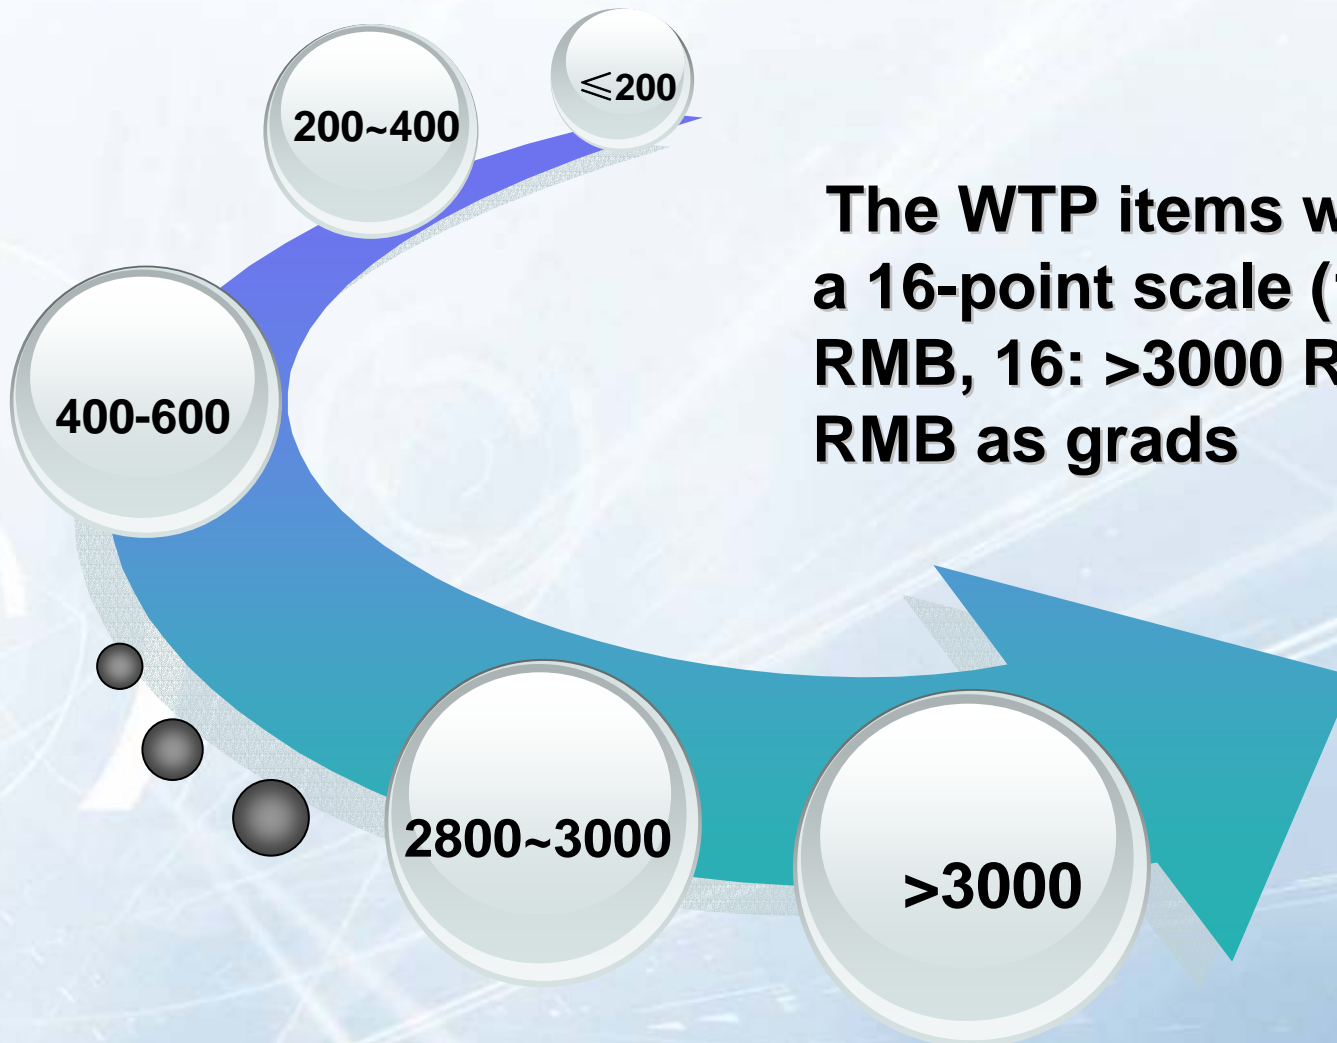 ≤200
200~400
400-600
2800~3000
>3000
The WTP items
a 16-point scale
RMB, 16: >3000
RMB as grads